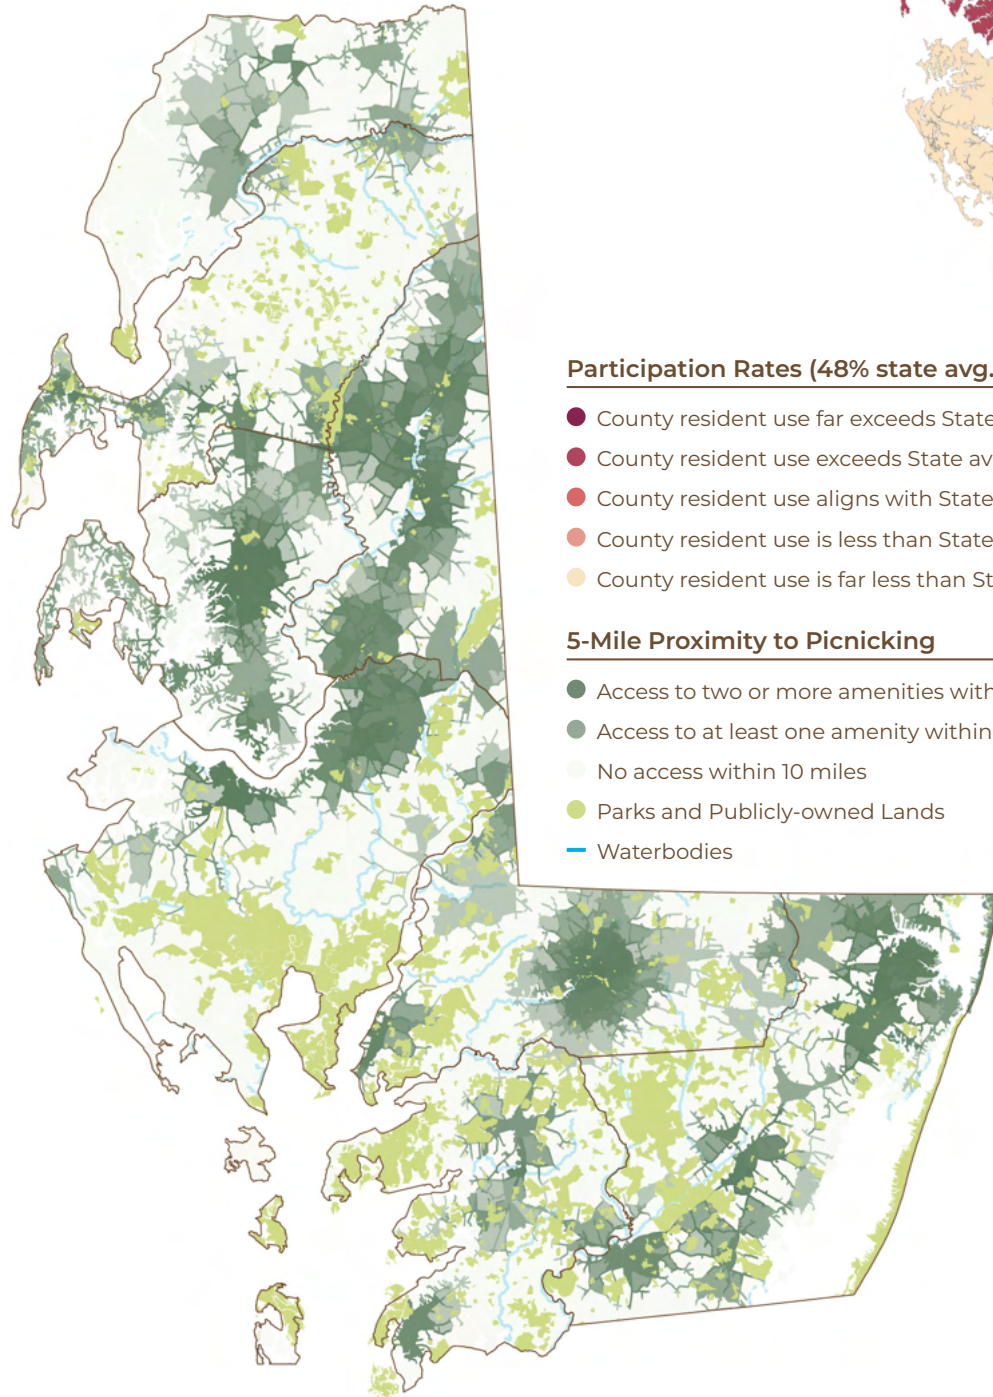 Participation Rates (48% state avg.
County resident use far exceeds State
County resident use exceeds State av
County resident use aligns with State
County resident use is less than State
County resident use is far less than St
5-Mile Proximity to Picnicking
Access to two or more amenities with
Access to at least one amenity within
No access within 10 miles
Parks and Publicly-owned Lands
Waterbodies